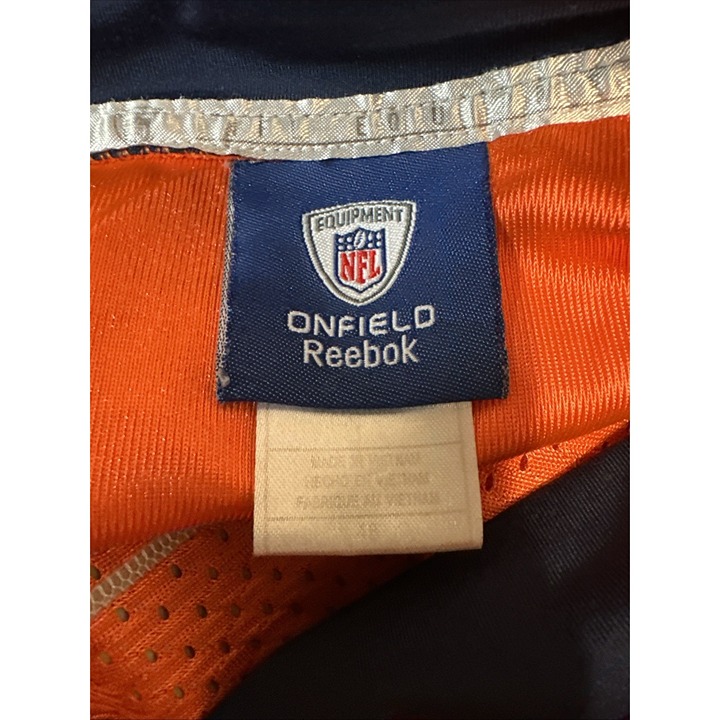 EQUIPMENT
NFL
ONFIELD
Reebok
MADE IN VIETNAM
HECHO EN VIETNAM
FABRIQUE AU VIETNAM